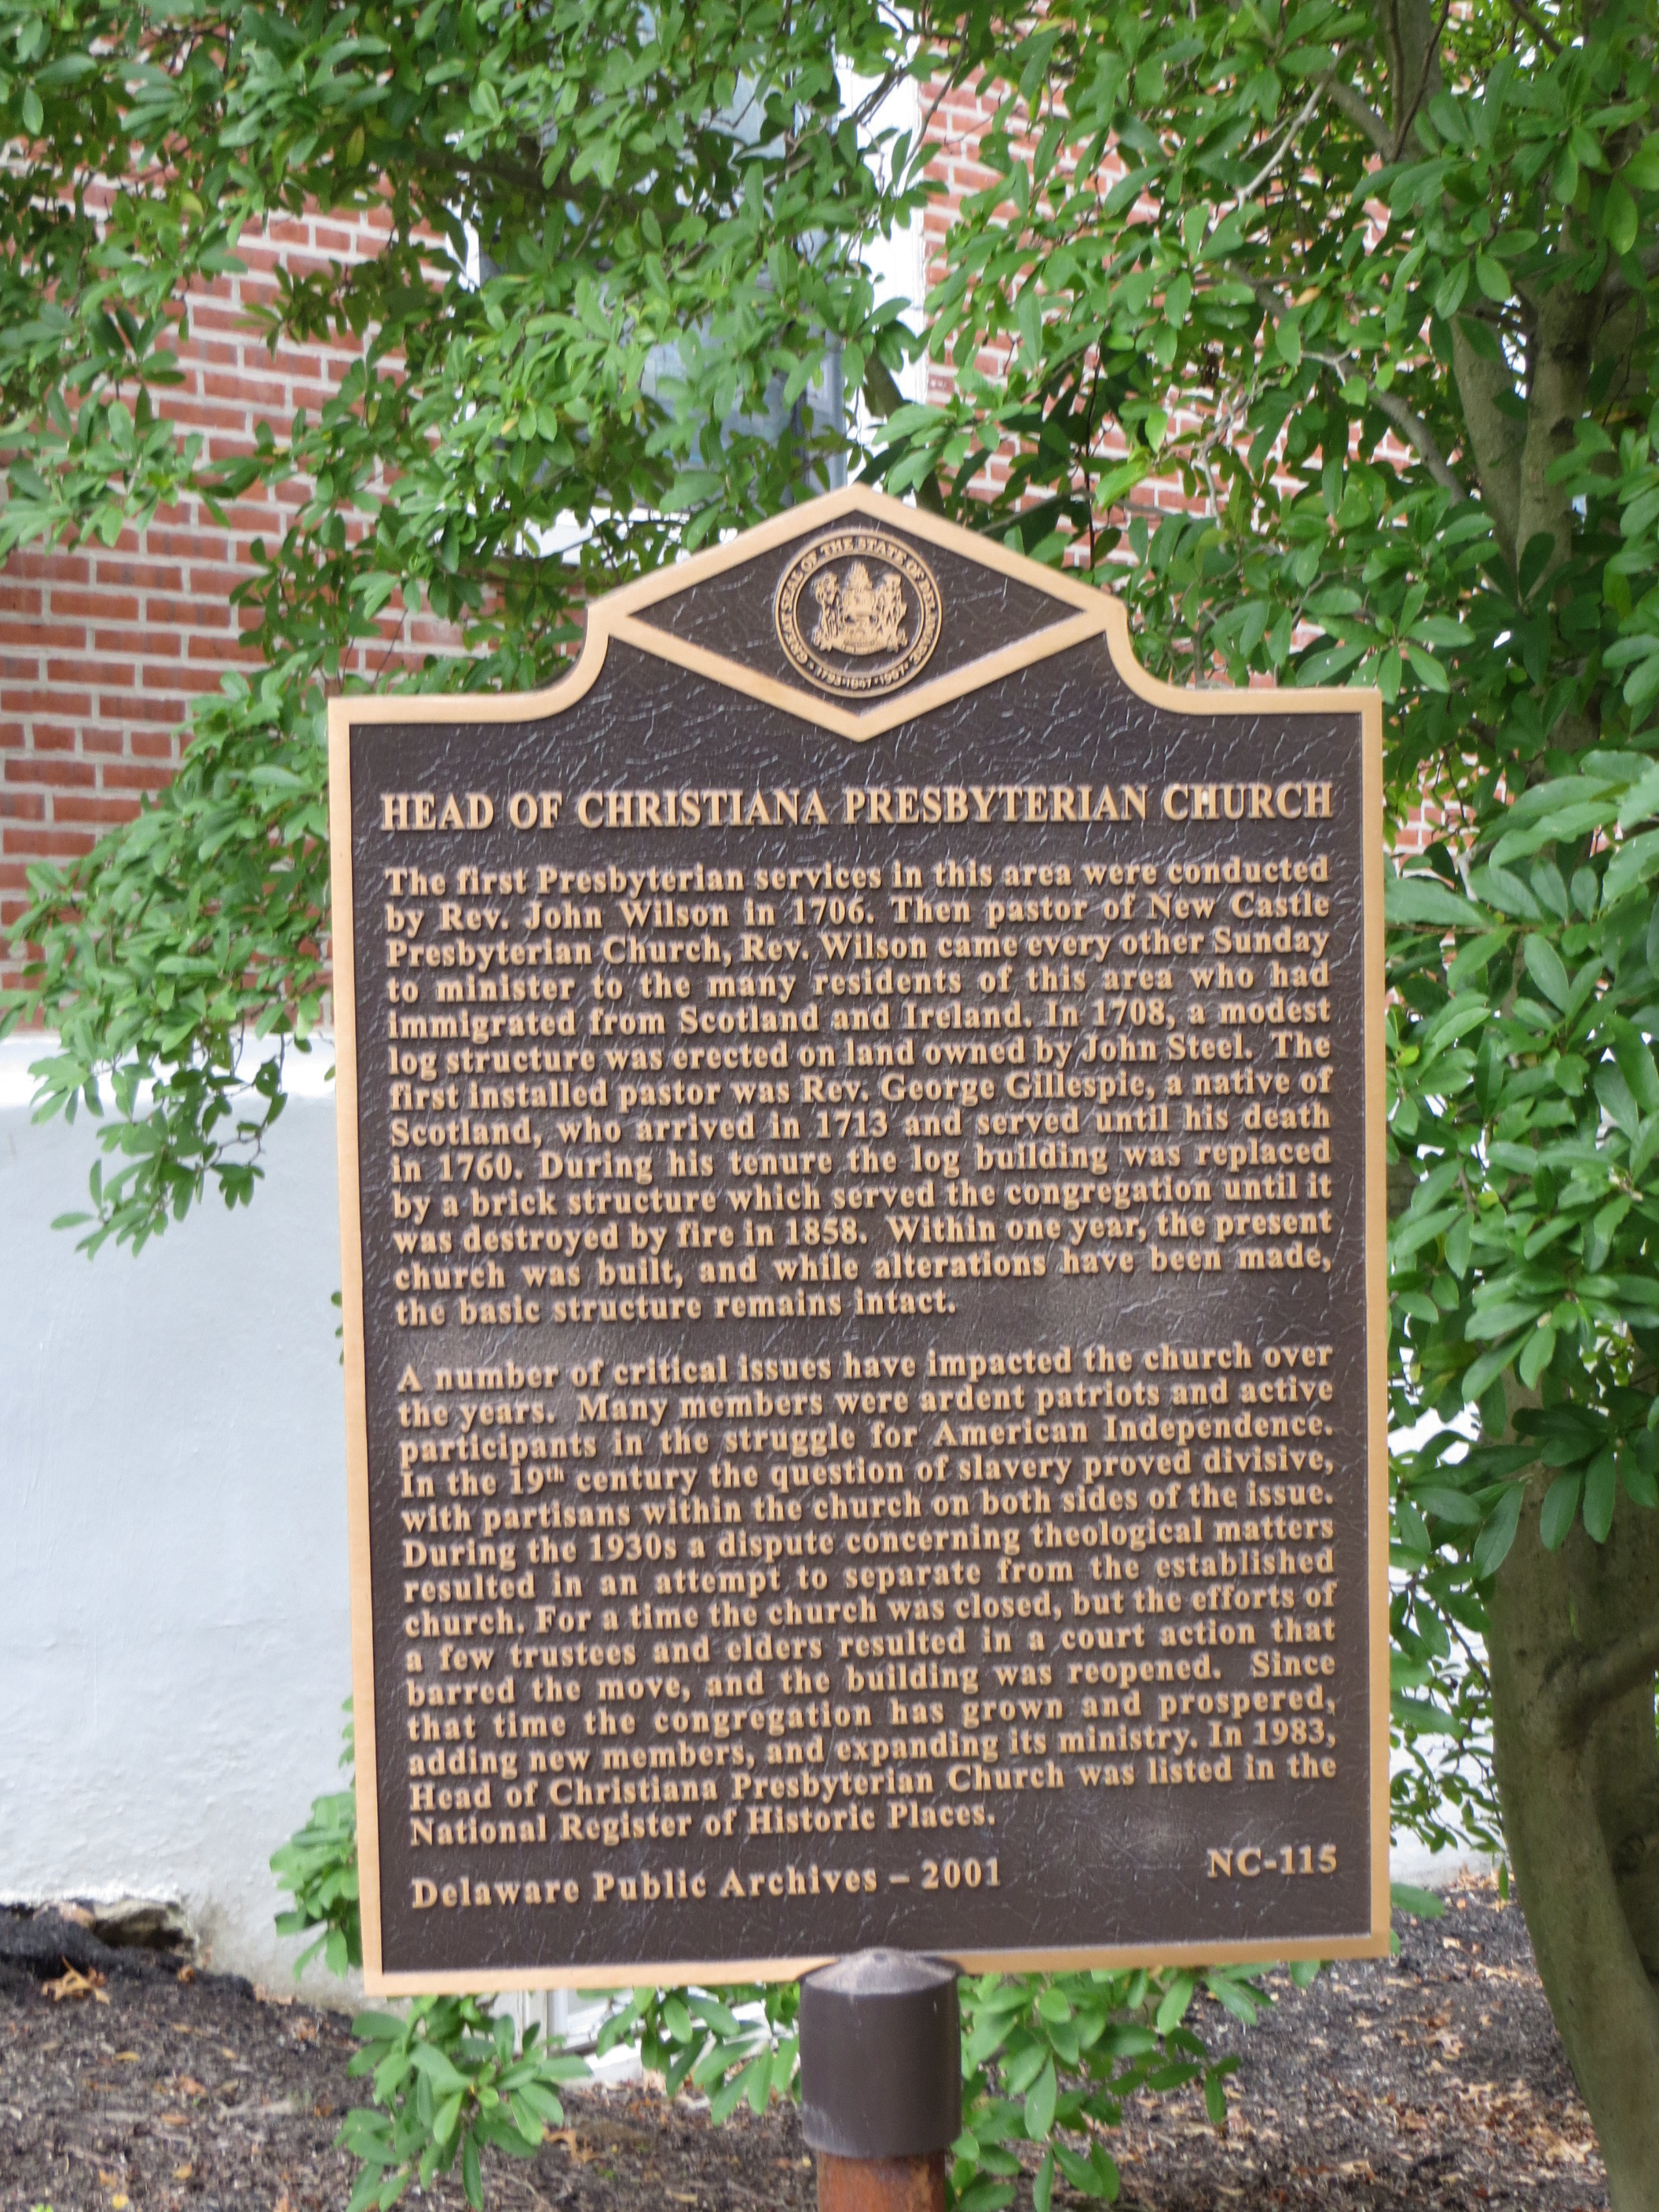 GREAT SEAL OF THE STATE OF DELAWARE
1793 • 1847 • 1907
HEAD OF CHRISTIANA PRESBYTERIAN CHURCH
The first Presbyterian services in this area were conducted
by Rev. John Wilson in 1706. Then pastor of New Castle
Presbyterian Church, Rev. Wilson came every other Sunday
to minister to the many residents of this area who had
immigrated from Scotland and Ireland. In 1708, a modest
log structure was erected on land owned by John Steel. The
first installed pastor was Rev. George Gillespie, a native of
Scotland, who arrived in 1713 and served until his death
in 1760. During his tenure the log building was replaced
by a brick structure which served the congregation until it
was destroyed by fire in 1858. Within one year, the present
church was built, and while alterations have been made,
the basic structure remains intact.
A number of critical issues have impacted the church over
the years. Many members were ardent patriots and active
participants in the struggle for American Independence.
In the 19th century the question of slavery proved divisive,
with partisans within the church on both sides of the issue.
During the 1930s a dispute concerning theological matters
resulted in an attempt to separate from the established
church. For a time the church was closed, but the efforts of
a few trustees and elders resulted in a court action that
barred the move, and the building was reopened. Since
that time the congregation has grown and prospered,
adding new members, and expanding its ministry. In 1983,
Head of Christiana Presbyterian Church was listed in the
National Register of Historic Places.
Delaware Public Archives – 2001 NC-115